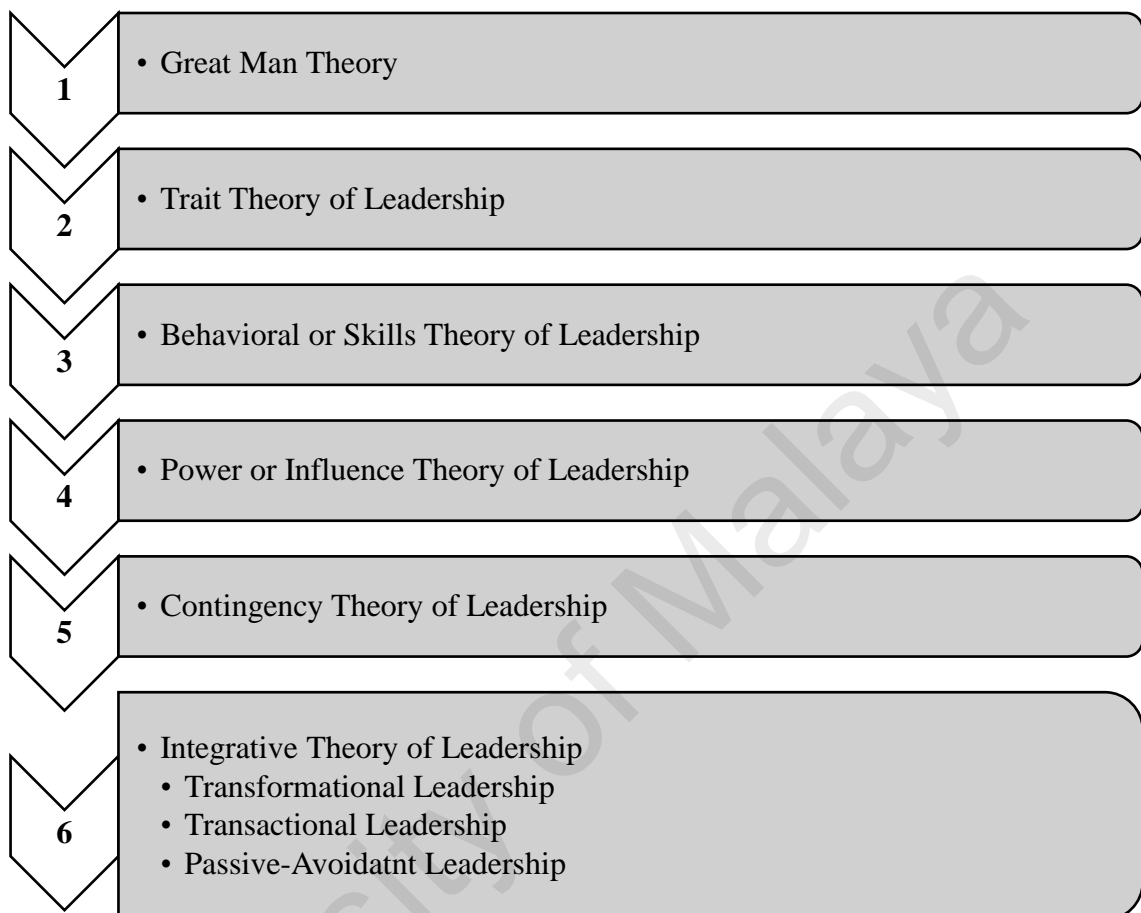 1
• Great Man Theory
2
• Trait Theory of Leadership
3
• Behavioral or Skills Theory of Leadership
4
• Power or Influence Theory of Leadership
5
• Contingency Theory of Leadership
6
• Integrative Theory of Leadership
• Transformational Leadership
• Transactional Leadership
• Passive-Avoidatnt Leadership
sity of Malaya